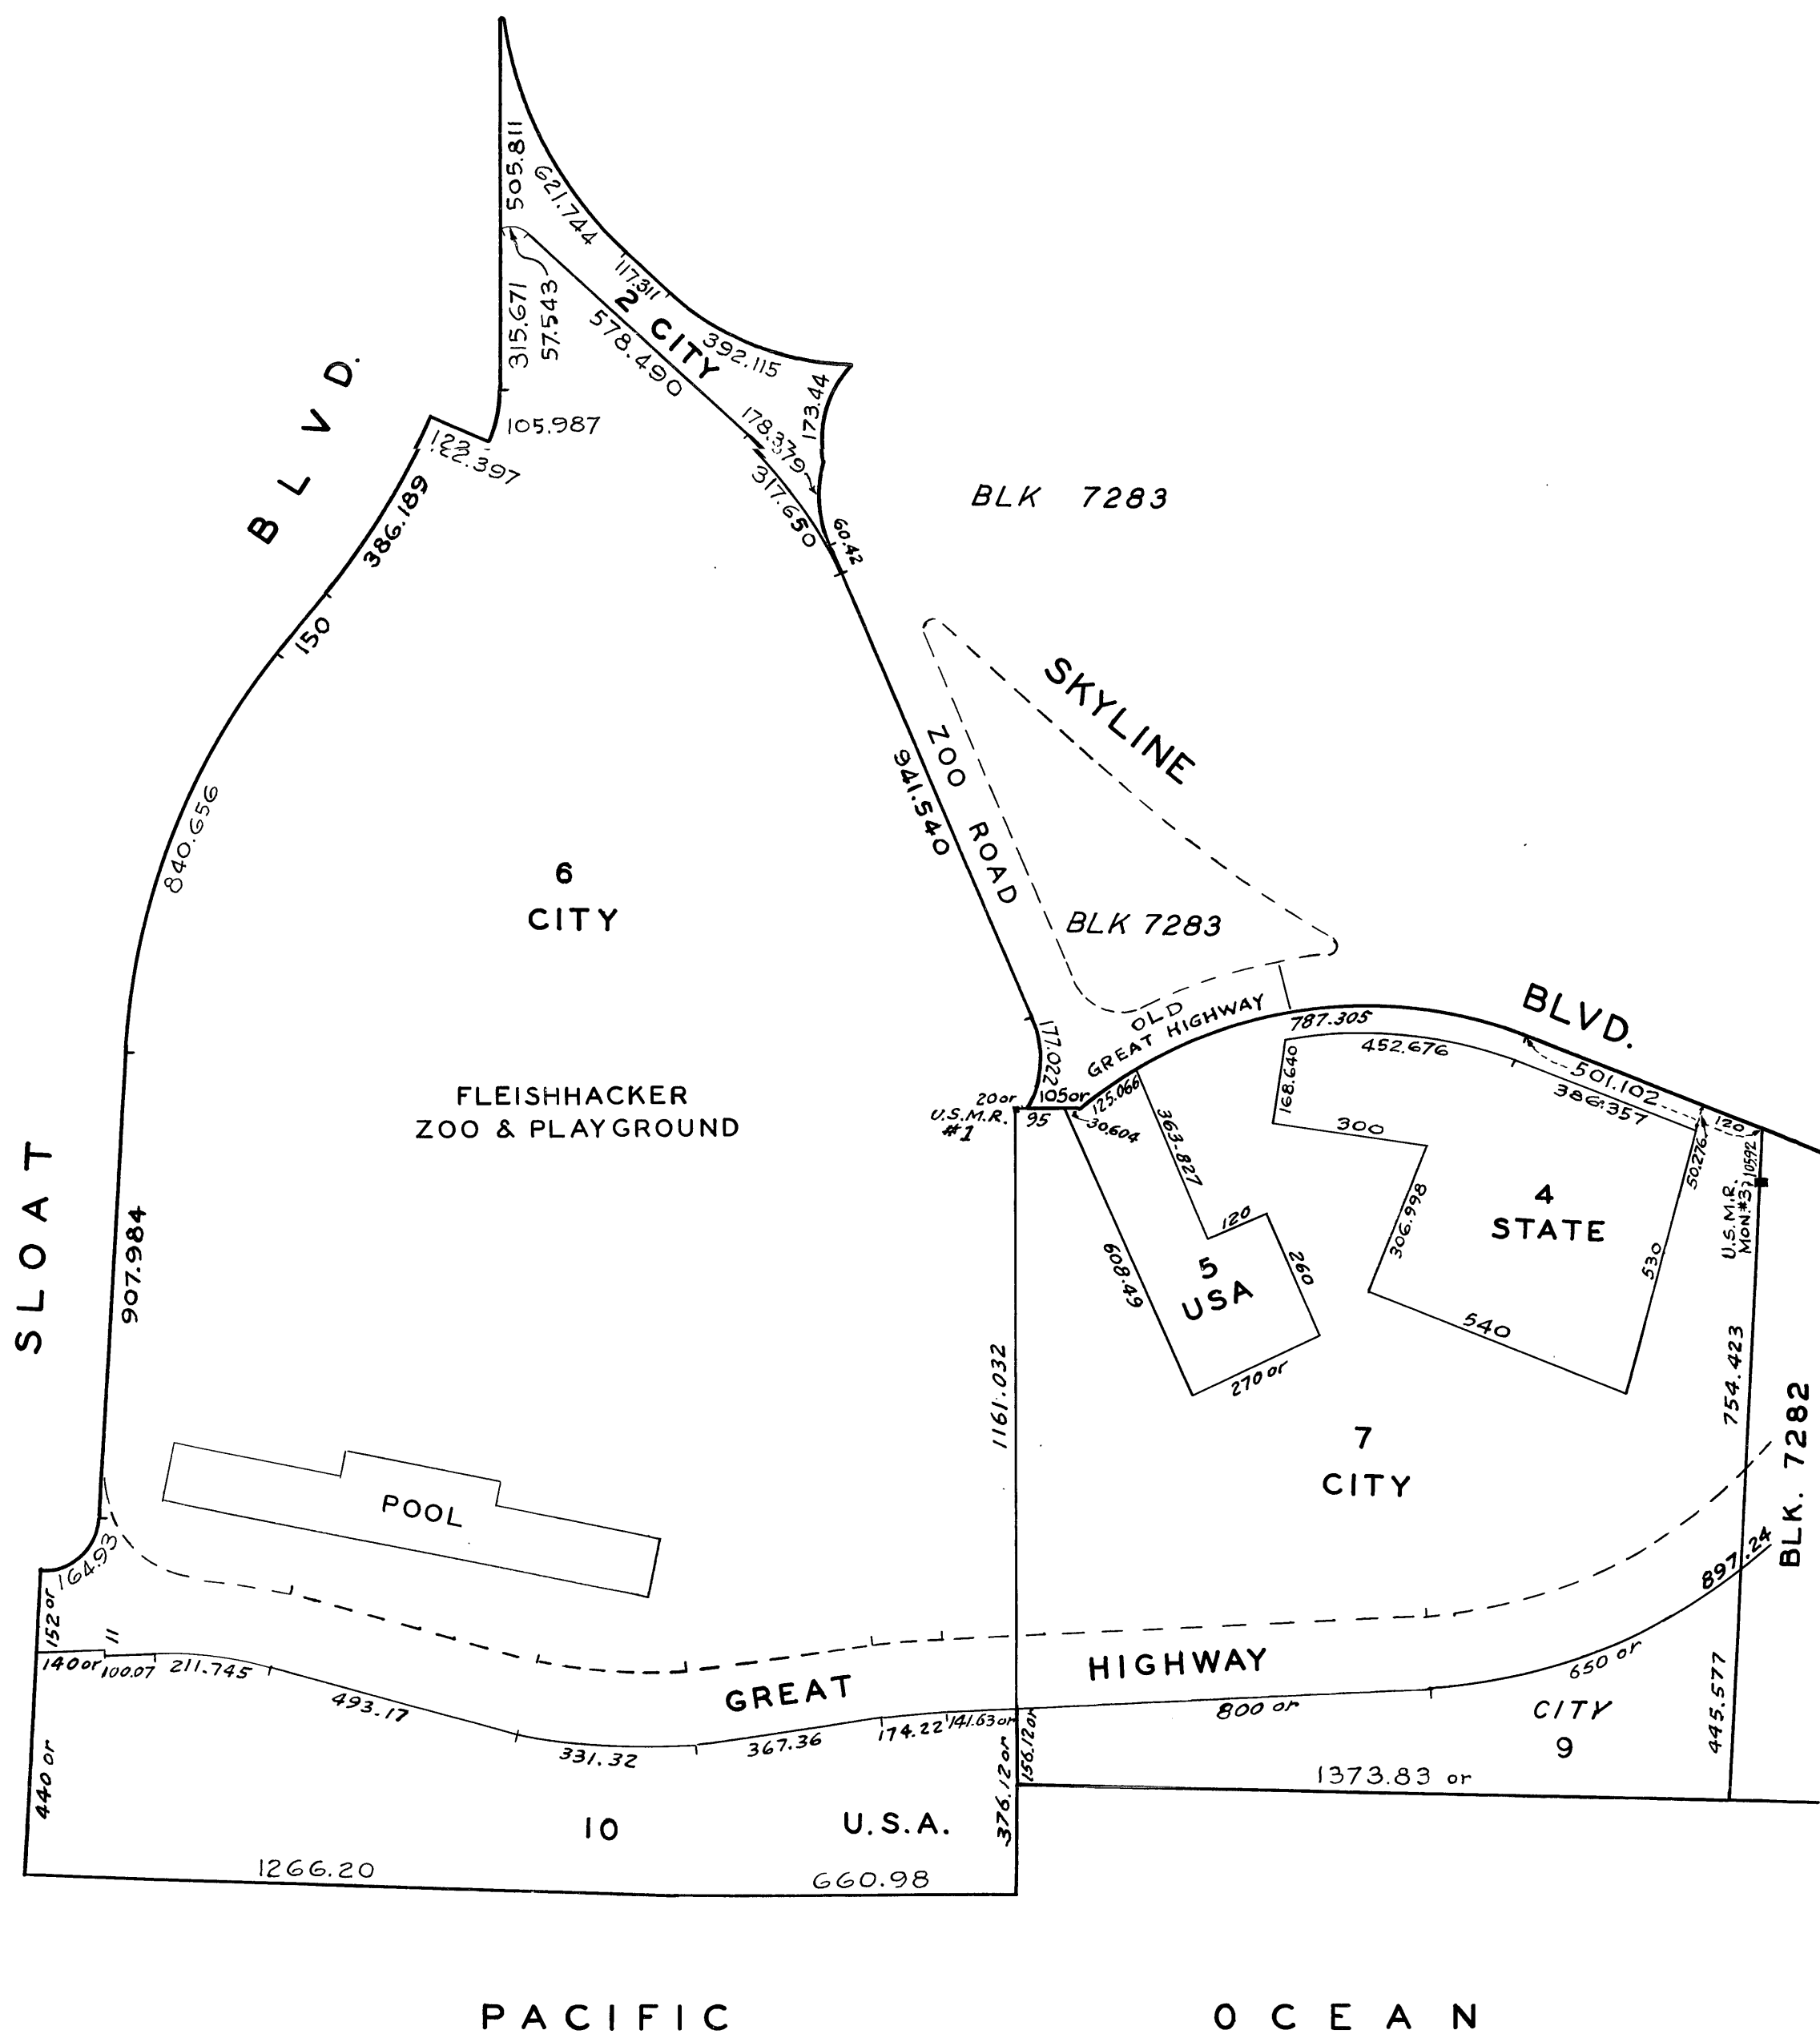 505.811
621.744
117.311
315.671
57.543
2 CITY
578.490
392.115
173.44
178.379
317.650
60.42
105.987
122.397
386.189
150
840.656
907.984
164.93
SLOAT
BLVD.
BLK 7283
SKYLINE
BLVD.
ZOO ROAD
941.540
BLK 7283
OLD
GREAT HIGHWAY
6
CITY
FLEISHHACKER
ZOO & PLAYGROUND
177.022
20 or
U.S.M.R.
#1
105 or
95
125.066
30.604
363.827
120
260
608.49
270 or
5
USA
787.305
452.676
168.640
300
306.998
540
530
4
STATE
501.102
386.357
50.276
120
105.92
U.S.M.R.
MON.#3
754.423
BLK. 7282
1161.032
7
CITY
POOL
897.24
650 or
445.577
152 or
11
140 or
100.07
211.745
493.17
331.32
367.36
174.22
141.63 or
GREAT
HIGHWAY
800 or
CITY
9
440 or
376.12 or
156.12 or
1373.83 or
10
U.S.A.
1266.20
660.98
PACIFIC OCEAN